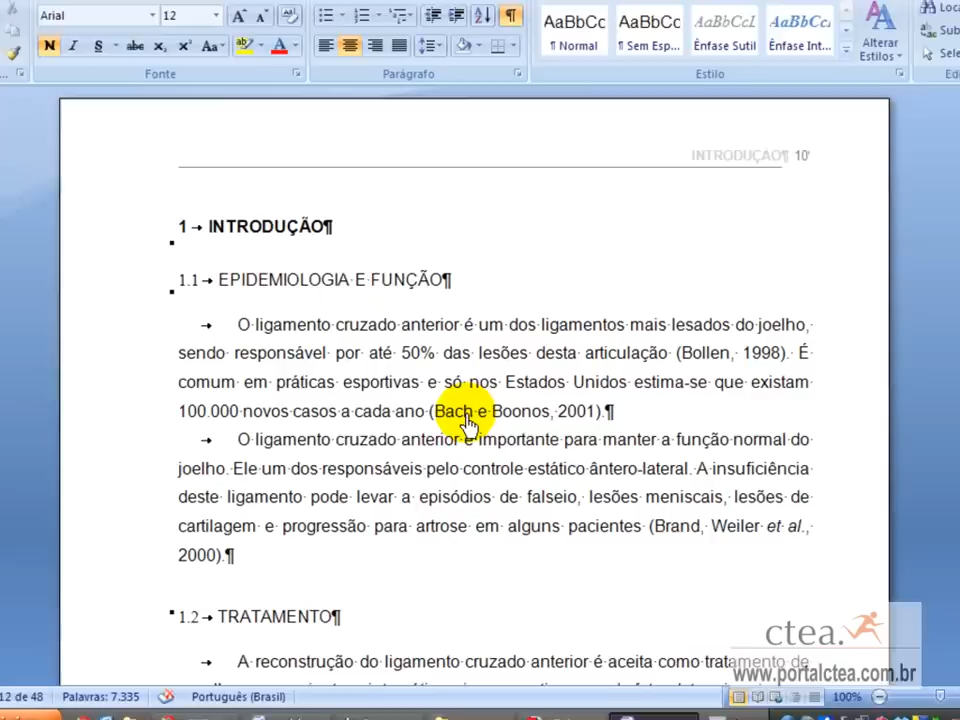 Arial 12
AaBbCc AaBbCc AaBbCcI AaBbCc
N I S abc X₂ X² Aa A
¶ Normal ¶ Sem Esp... Ênfase Sutil Ênfase Int... Alterar Estilos
Fonte Parágrafo Estilo
INTRODUÇÃO¶ 10
1→ INTRODUÇÃO¶
1.1→ EPIDEMIOLOGIA E FUNÇÃO¶
→ O ligamento cruzado anterior é um dos ligamentos mais lesados do joelho,
sendo responsável por até 50% das lesões desta articulação (Bollen, 1998). É
comum em práticas esportivas e só nos Estados Unidos estima-se que existam
100.000 novos casos a cada ano (Bach e Boonos, 2001).¶
→ O ligamento cruzado anterior é importante para manter a função normal do
joelho. Ele um dos responsáveis pelo controle estático ântero-lateral. A insuficiência
deste ligamento pode levar a episódios de falseio, lesões meniscais, lesões de
cartilagem e progressão para artrose em alguns pacientes (Brand, Weiler et al.,
2000).¶
1.2→ TRATAMENTO¶
→ A reconstrução do ligamento cruzado anterior é aceita como tratamento de
ctea.
www.portalctea.com.br
12 de 48 Palavras: 7.335 Português (Brasil) 100%